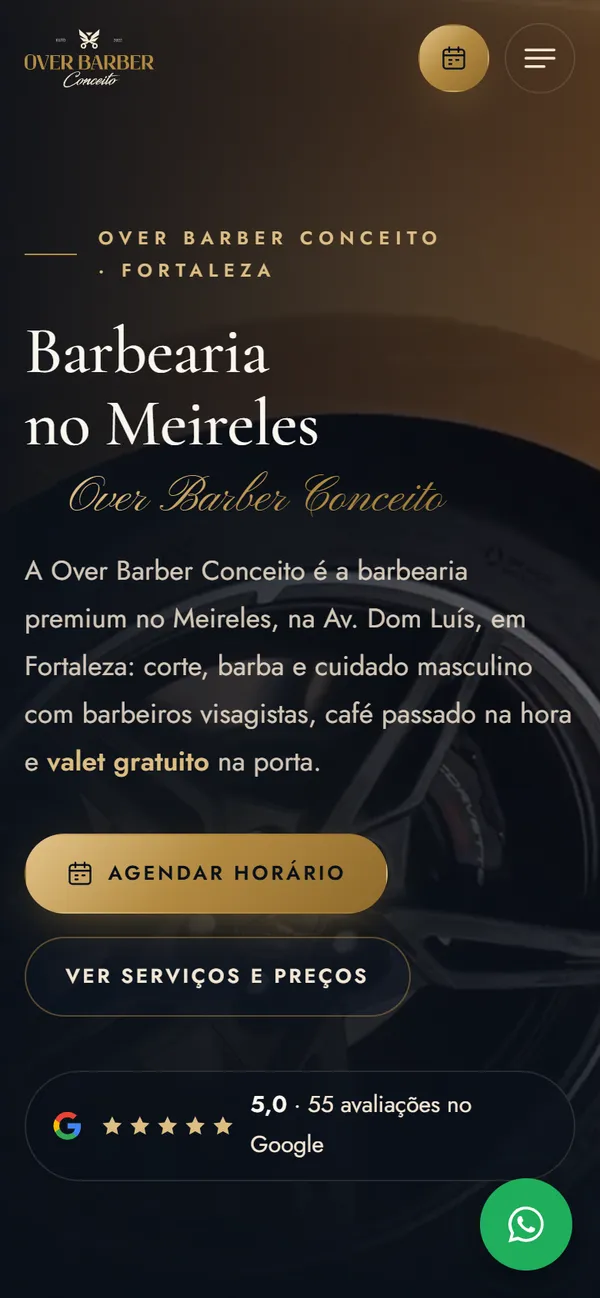 OVER BARBER
Conceito
OVER BARBER CONCEITO
· FORTALEZA
Barbearia
no Meireles
Over Barber Conceito
A Over Barber Conceito é a barbearia
premium no Meireles, na Av. Dom Luís, em
Fortaleza: corte, barba e cuidado masculino
com barbeiros visagistas, café passado na hora
e valet gratuito na porta.
AGENDAR HORÁRIO
VER SERVIÇOS E PREÇOS
5,0 · 55 avaliações no
Google